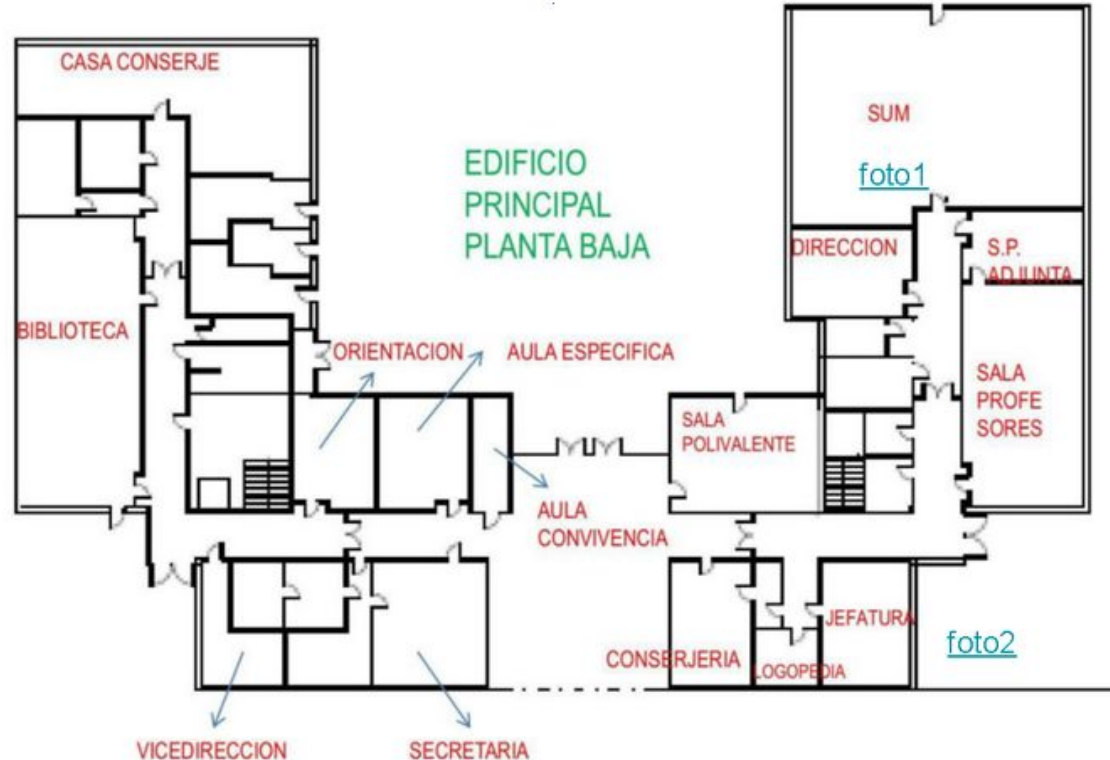 CASA CONSERJE
SUM
foto1
EDIFICIO
PRINCIPAL
PLANTA BAJA
DIRECCION
S.P.
ADJUNTA
BIBLIOTECA
ORIENTACION
AULA ESPECIFICA
SALA
PROFE
SORES
SALA
POLIVALENTE
AULA
CONVIVENCIA
CONSERJERIA
LOGOPEDIA
JEFATURA
foto2
VICEDIRECCION
SECRETARIA